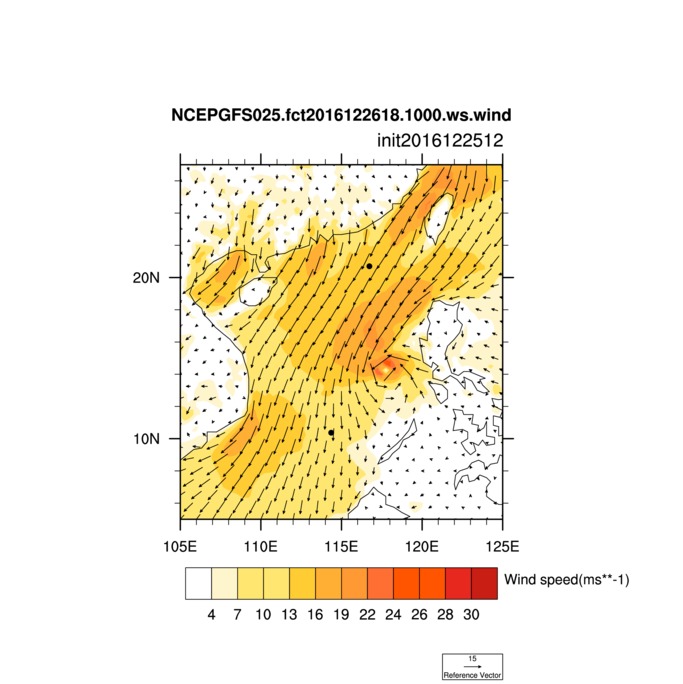 NCEPGFS025.fct2016122618.1000.ws.wind
init2016122512
20N
10N
105E 110E 115E 120E 125E
4 7 10 13 16 19 22 24 26 28 30
Wind speed(ms**-1)
15
Reference Vector